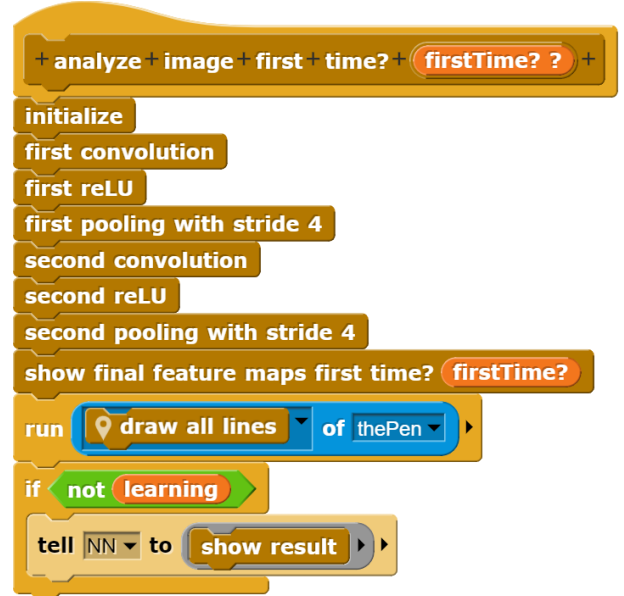 + analyze + image + first + time? + firstTime? ? +
initialize
first convolution
first reLU
first pooling with stride 4
second convolution
second reLU
second pooling with stride 4
show final feature maps first time? firstTime?
run draw all lines of thePen
if not learning
tell NN to show result